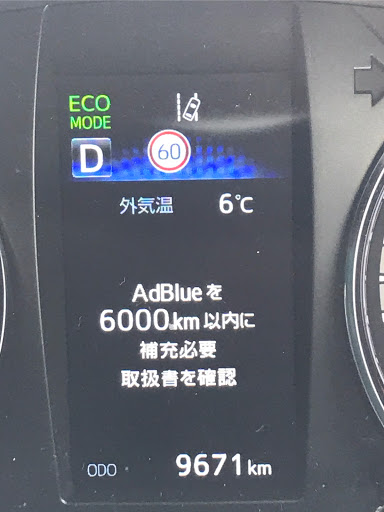 ECO
MODE
D
60
外気温 6℃
AdBlueを
6000km以内に
補充必要
取扱書を確認
ODO 9671km